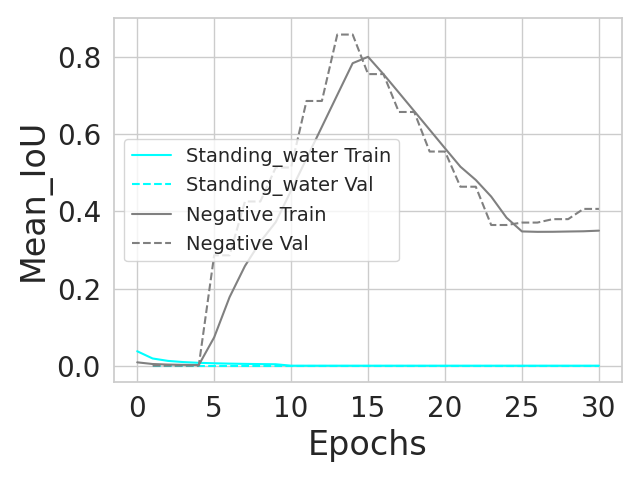 Mean_IoU
0.8
0.6
0.4
0.2
0.0
Standing_water Train
Standing_water Val
Negative Train
Negative Val
0 5 10 15 20 25 30
Epochs